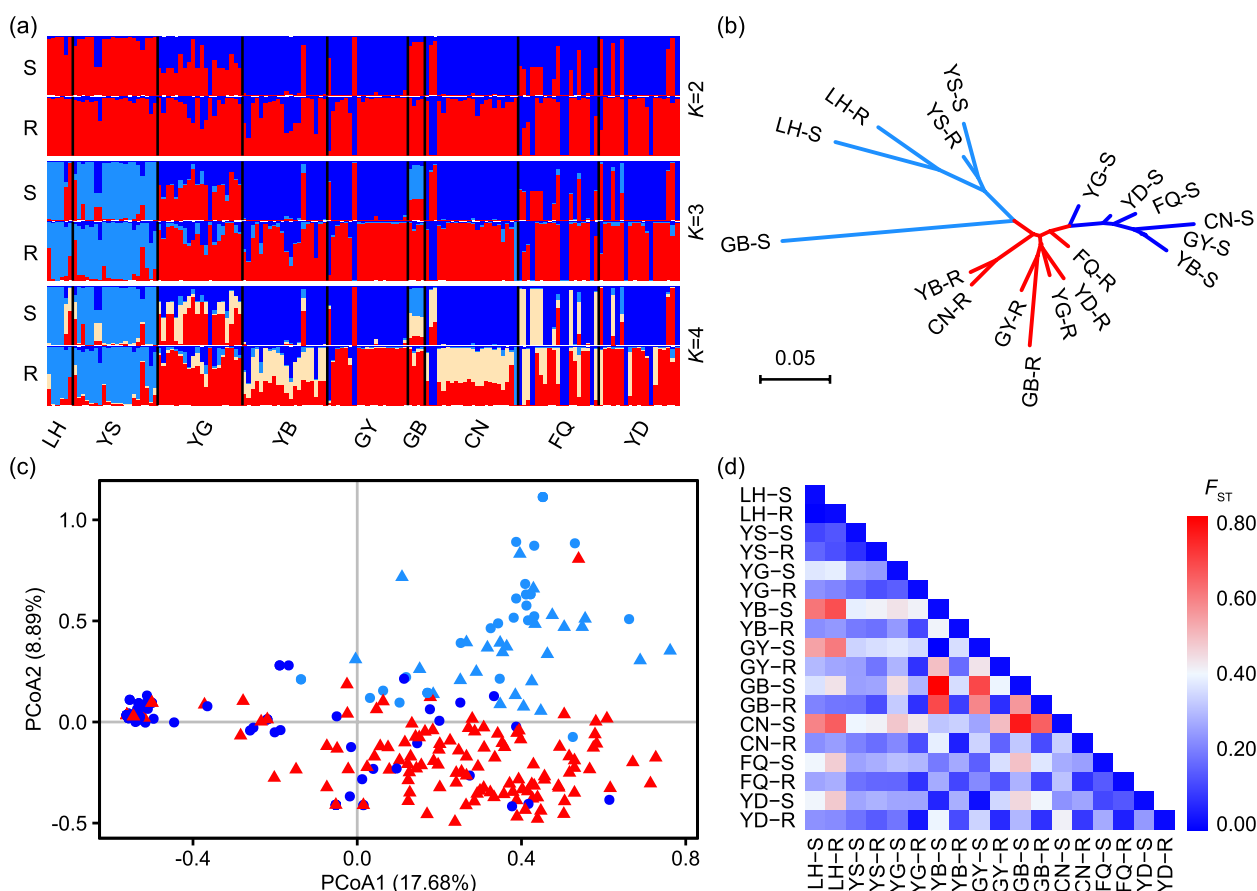 (a)
S
R
K=2
S
R
K=3
S
R
K=4
LH YS YG YB GY GB CN FQ YD
(b)
YS-S
LH-R
YS-R
LH-S
YG-S
YD-S
FQ-S
CN-S
GY-S
YB-S
GB-S
YB-R
CN-R
GY-R
FQ-R
YD-R
YG-R
GB-R
0.05
(c)
PCoA2 (8.89%)
1.0
0.5
0.0
-0.5
-0.4 0.0 0.4 0.8
PCoA1 (17.68%)
(d)
LH−S
LH−R
YS−S
YS−R
YG−S
YG−R
YB−S
YB−R
GY−S
GY−R
GB−S
GB−R
CN−S
CN−R
FQ−S
FQ−R
YD−S
YD−R
LH−S LH−R YS−S YS−R YG−S YG−R YB−S YB−R GY−S GY−R GB−S GB−R CN−S CN−R FQ−S FQ−R YD−S YD−R
FST
0.80
0.60
0.40
0.20
0.00